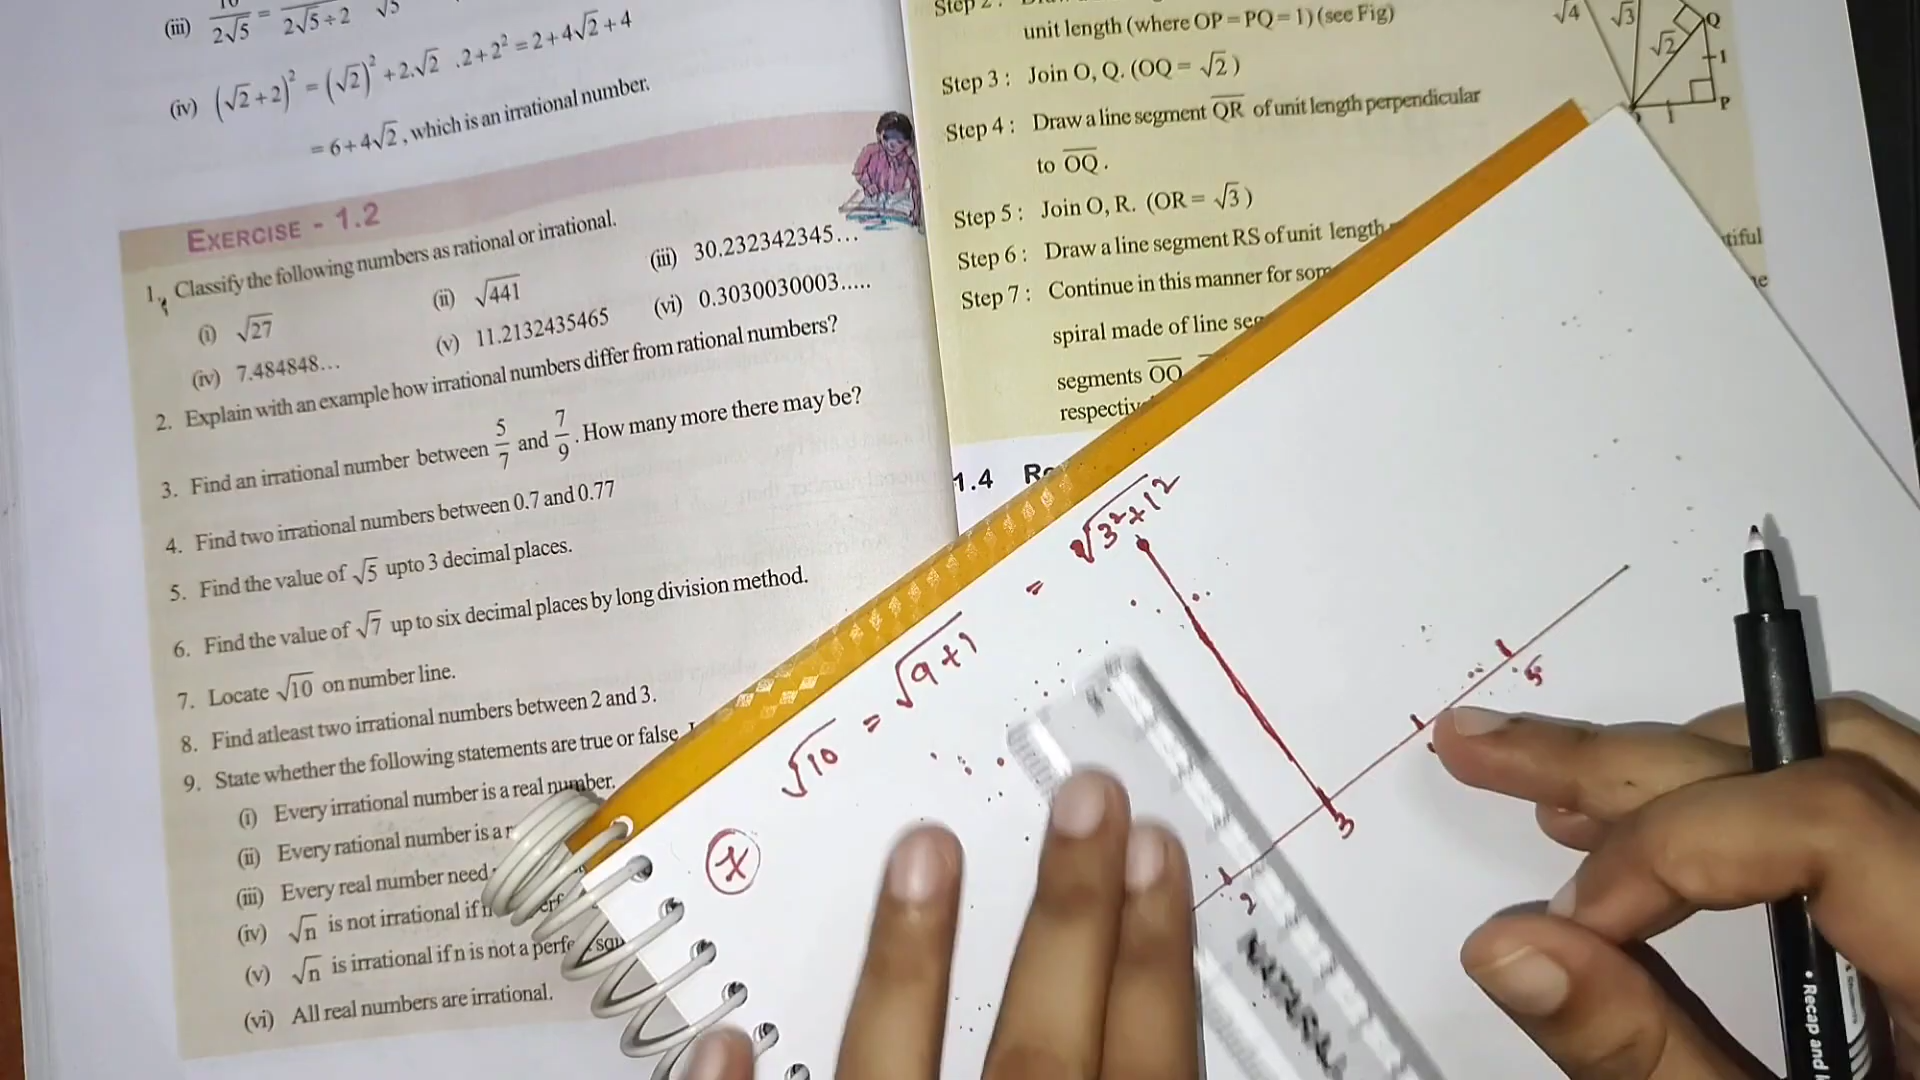 (iii) 10/2√5 = 2√5÷2 √5
(iv) (√2+2)² = (√2)² + 2.√2 .2+2² = 2+4√2+4
= 6+4√2, which is an irrational number.
EXERCISE - 1.2
1. Classify the following numbers as rational or irrational.
(i) √27 (ii) √441 (iii) 30.232342345...
(iv) 7.484848... (v) 11.2132435465 (vi) 0.3030030003.....
2. Explain with an example how irrational numbers differ from rational numbers?
3. Find an irrational number between 5/7 and 7/9. How many more there may be?
4. Find two irrational numbers between 0.7 and 0.77
5. Find the value of √5 upto 3 decimal places.
6. Find the value of √7 up to six decimal places by long division method.
7. Locate √10 on number line.
8. Find atleast two irrational numbers between 2 and 3.
9. State whether the following statements are true or false.
(i) Every irrational number is a real number.
(ii) Every rational number is a
(iii) Every real number need
(iv) √n is not irrational if
(v) √n is irrational if n is not a perfe squ
(vi) All real numbers are irrational.
Step 2:
unit length (where OP = PQ = 1) (see Fig)
Step 3 : Join O, Q. (OQ = √2)
Step 4 : Draw a line segment QR of unit length perpendicular
to OQ.
Step 5 : Join O, R. (OR = √3)
Step 6 : Draw a line segment RS of unit length
Step 7 : Continue in this manner for som
spiral made of line seg
segments OQ,
respectiv
tiful
√4 √3 √2 Q
1
P
1
1.4
√10 = √9+1 = √3²+1²
7
2
3
5
• Recap and